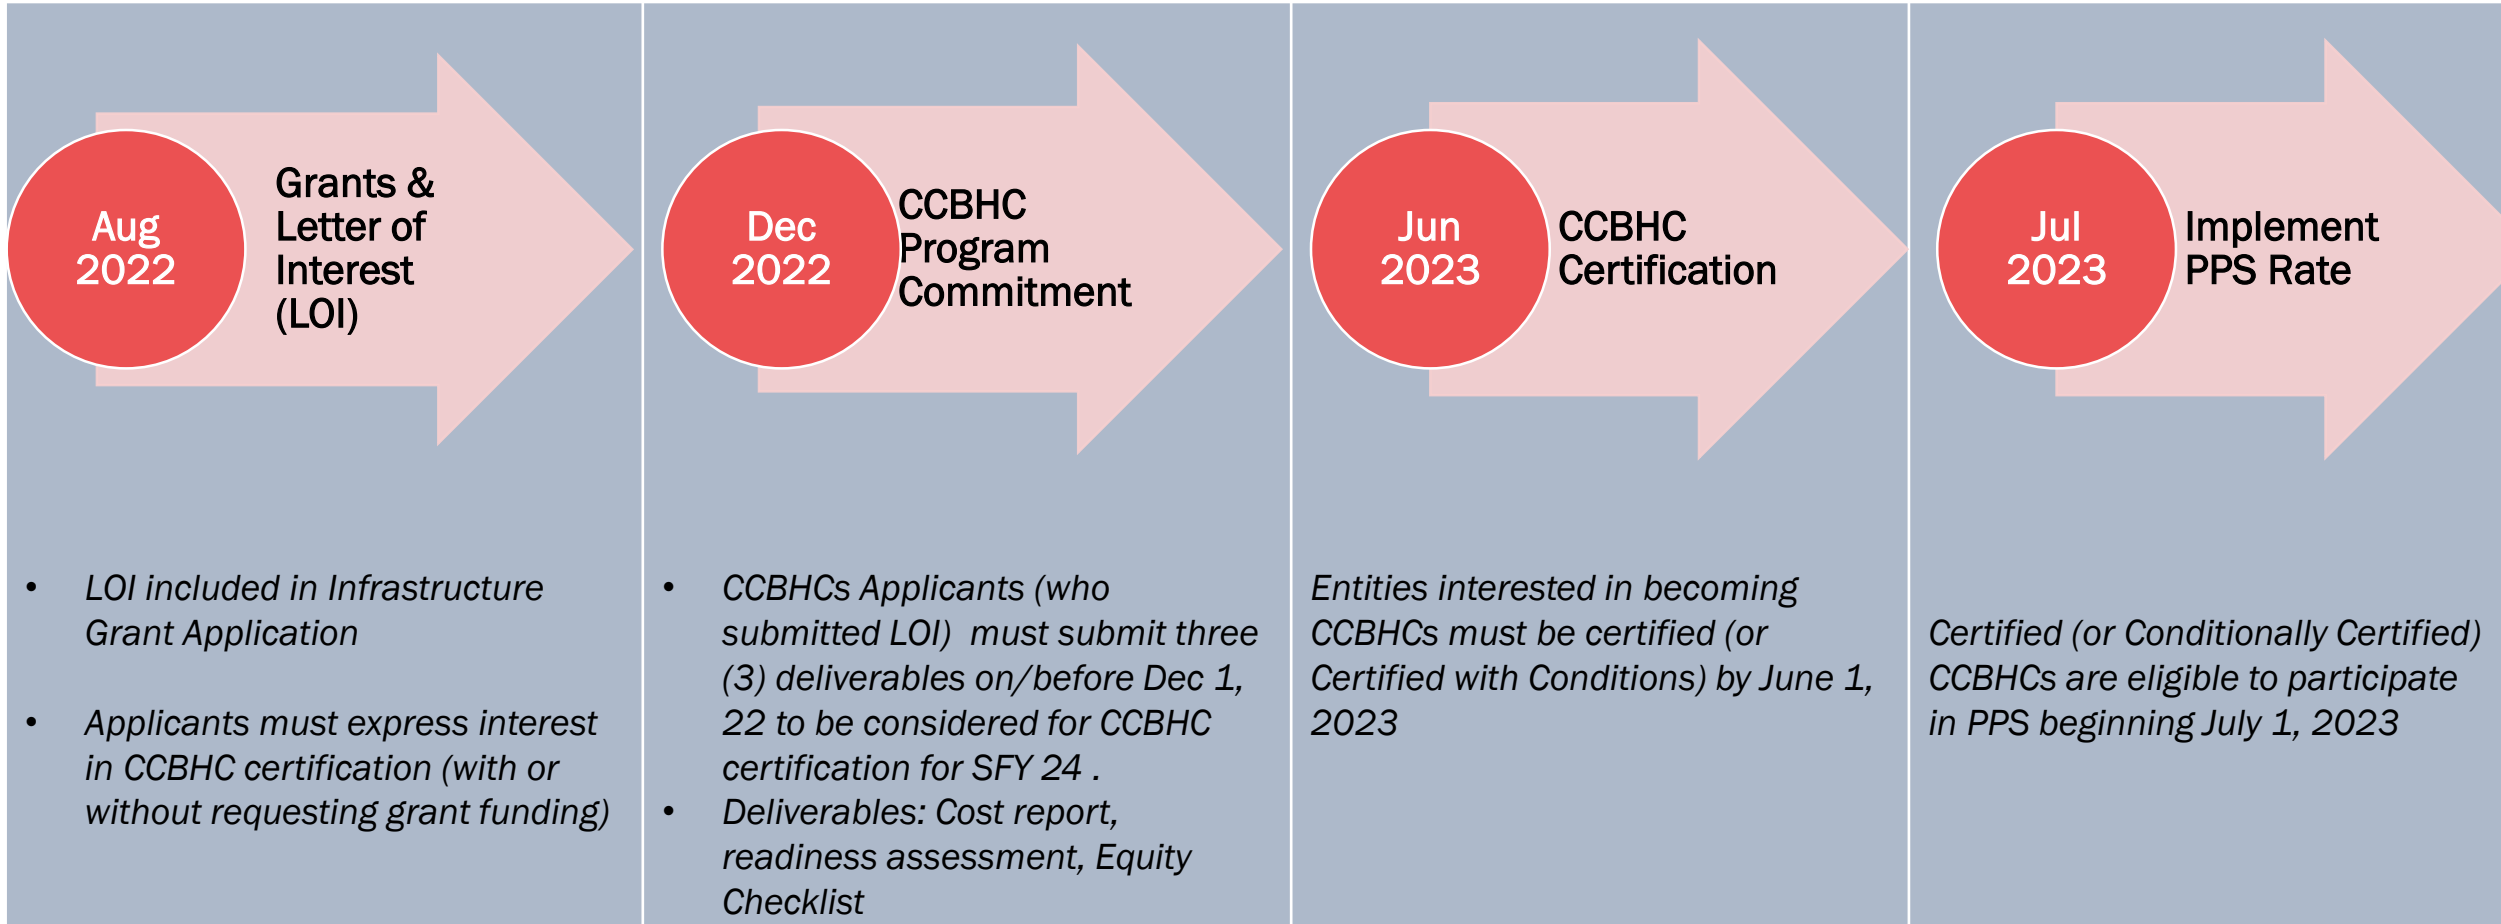 Aug
2022
Grants &
Letter of
Interest
(LOI)
• LOI included in Infrastructure
Grant Application
• Applicants must express interest
in CCBHC certification (with or
without requesting grant funding)
Dec
2022
CCBHC
Program
Commitment
• CCBHCs Applicants (who
submitted LOI)  must submit three
(3) deliverables on/before Dec 1,
22 to be considered for CCBHC
certification for SFY 24 .
• Deliverables: Cost report,
readiness assessment, Equity
Checklist
Jun
2023
CCBHC
Certification
Entities interested in becoming
CCBHCs must be certified (or
Certified with Conditions) by June 1,
2023
Jul
2023
Implement
PPS Rate
Certified (or Conditionally Certified)
CCBHCs are eligible to participate
in PPS beginning July 1, 2023